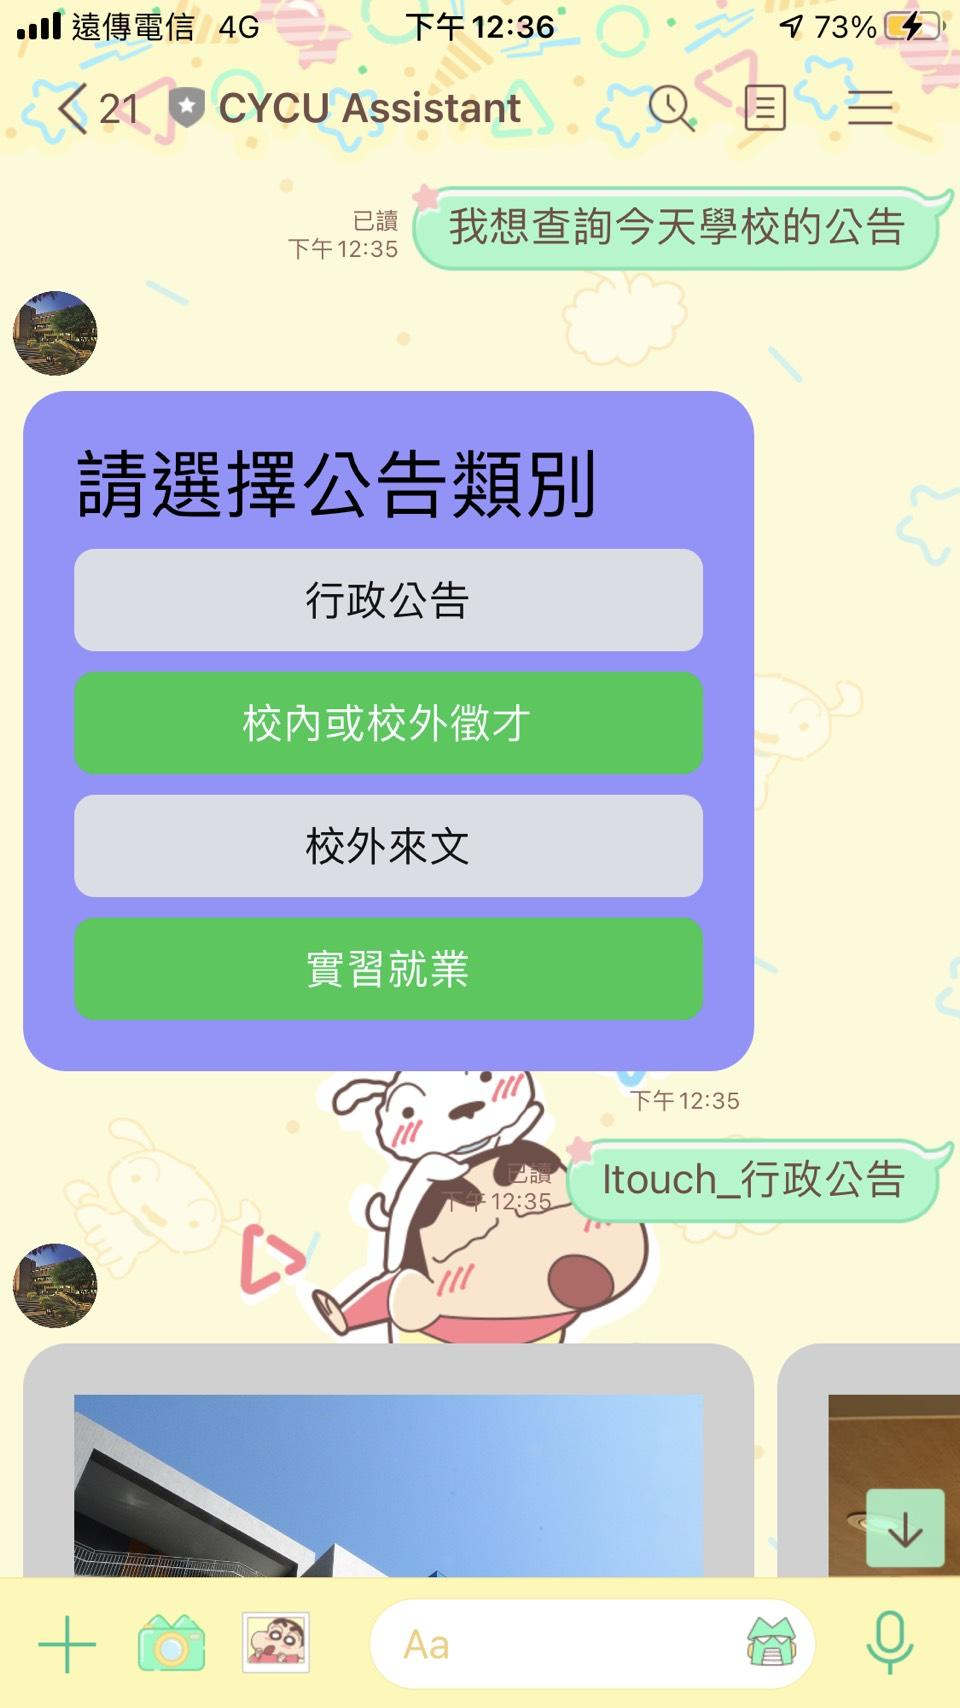 遠傳電信 4G 下午12:36 73%
21 CYCU Assistant
我想查詢今天學校的公告
已讀
下午12:35
請選擇公告類別
行政公告
校內或校外徵才
校外來文
實習就業
下午12:35
Itouch_行政公告
已讀
下午12:35
Aa